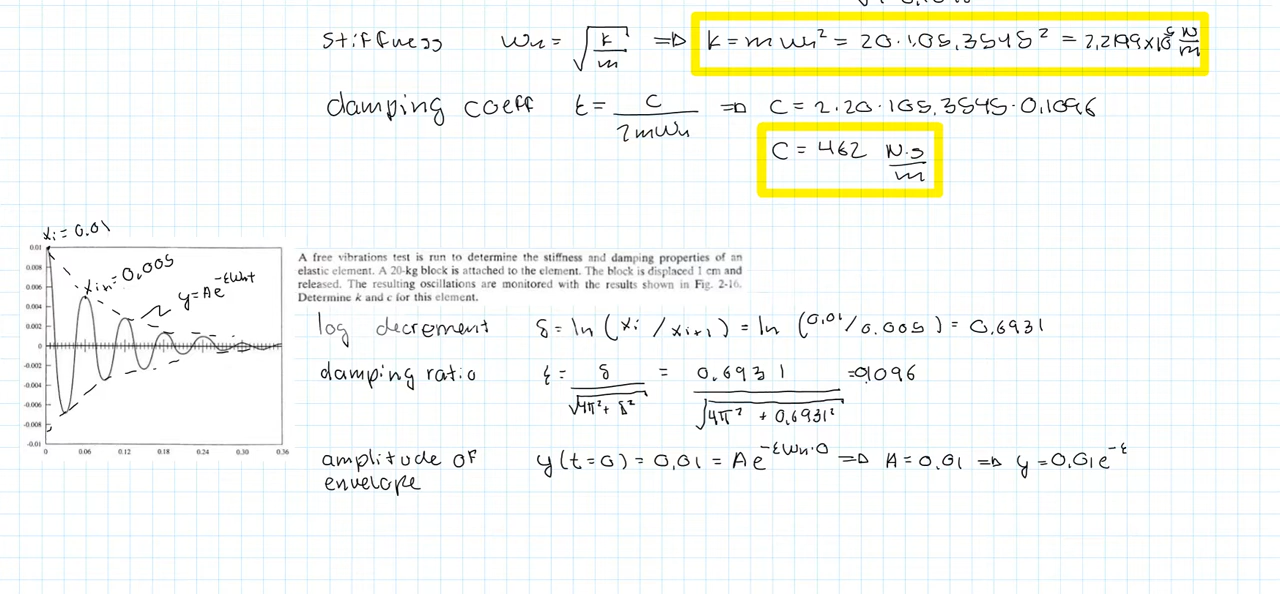 stiffness ωn = √k/m ⇒ k = m ωn² = 20·105,3545² = 2,2199×10⁵ N/m
damping coeff ξ = c/2mωn ⇒ C = 2·20·105,3545·0,1096
C = 462 N·s/m
xi = 0.01
xi+1 = 0,005
y = Ae^-ξωnt
0.01
0.008
0.006
0.004
0.002
0
-0.002
-0.004
-0.006
-0.008
-0.01
0 0.06 0.12 0.18 0.24 0.30 0.36
A free vibrations test is run to determine the stiffness and damping properties of an
elastic element. A 20-kg block is attached to the element. The block is displaced 1 cm and
released. The resulting oscillations are monitored with the results shown in Fig. 2-16.
Determine k and c for this element.
log decrement δ = ln (xi / xi+1) = ln (0,01/0.005) = 0,6931
damping ratio ξ = δ/√4π²+δ² = 0.6931/√4π² + 0,6931² = 0,1096
amplitude of y(t=0) = 0,01 = Ae^-ξωn·0 ⇒ A = 0.01 ⇒ y = 0,01e^-ξ
envelope